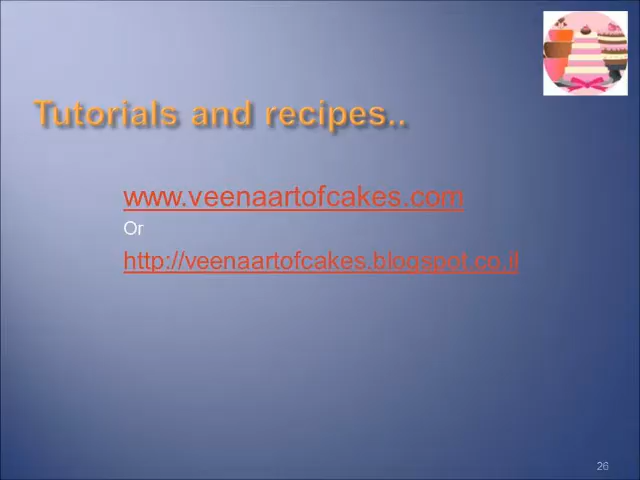 Tutorials and recipes..
www.veenaartofcakes.com
Or
http://veenaartofcakes.blogspot.co.il
26